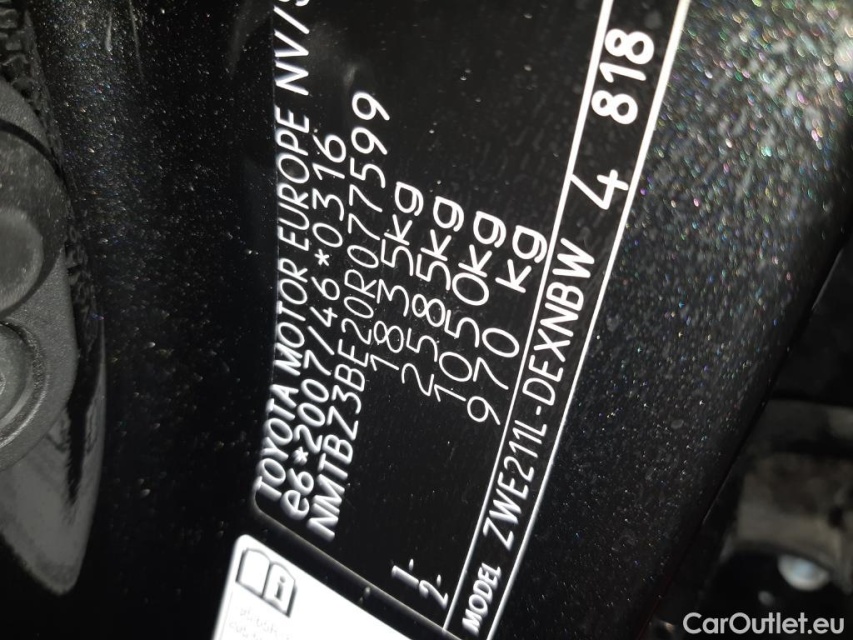 TOYOTA MOTOR EUROPE NV/S
e6*2007/46*0316
NMTBZ3BE20R077599
1835kg
2585kg
1- 1050kg
2- 970 kg
MODEL ZWE211L-DEXNBW 4 818
CarOutlet.eu